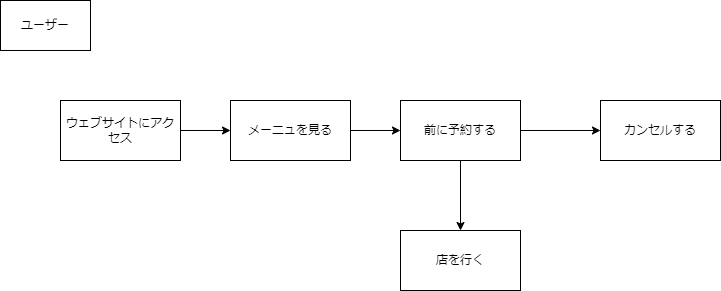 ユーザー
ウェブサイトにアク
セス
メーニュを見る
前に予約する
カンセルする
店を行く